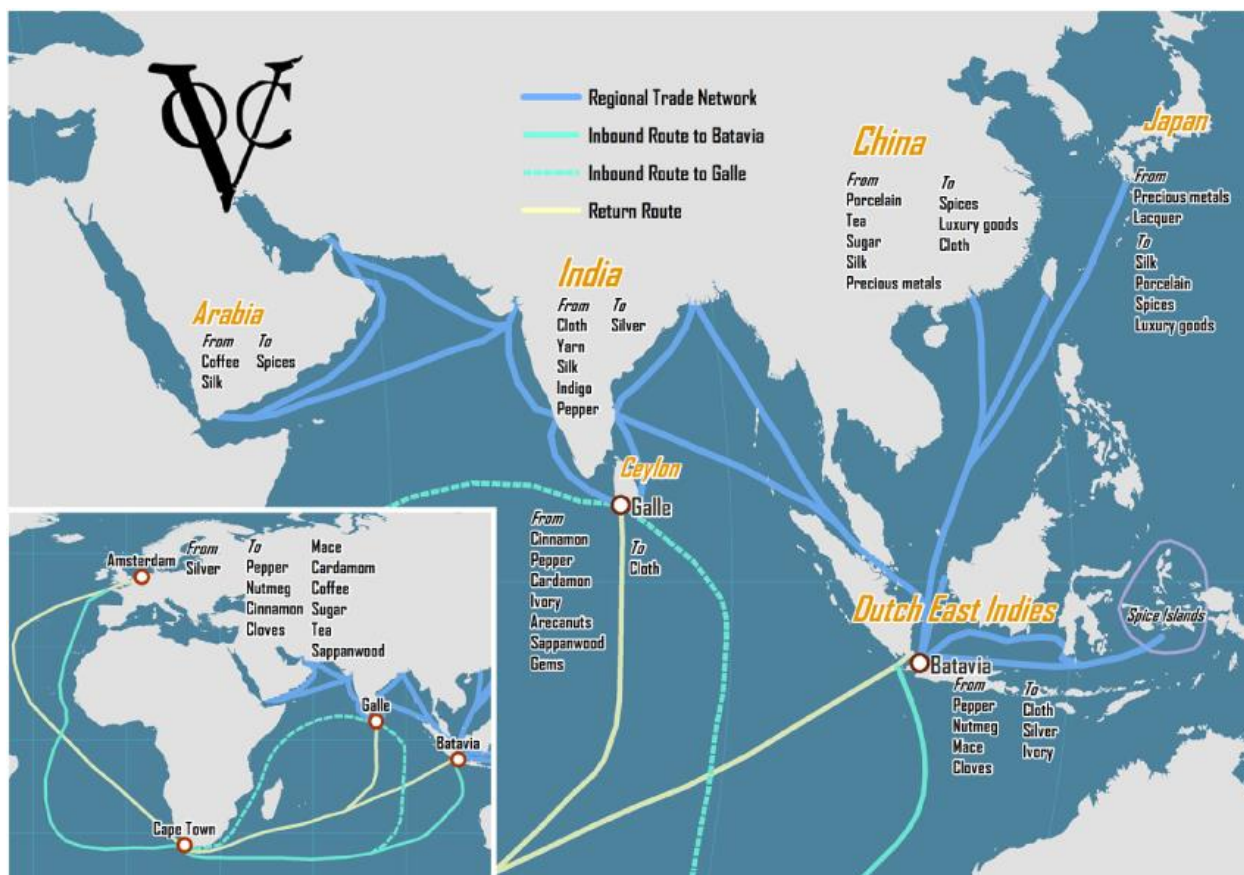 VOC
Regional Trade Network
Inbound Route to Batavia
Inbound Route to Galle
Return Route
China
From
Porcelain
Tea
Sugar
Silk
Precious metals
To
Spices
Luxury goods
Cloth
Japan
From
Precious metals
Lacquer
To
Silk
Porcelain
Spices
Luxury goods
India
From
Cloth
Yarn
Silk
Indigo
Pepper
To
Silver
Arabia
From
Coffee
Silk
To
Spices
Ceylon
Galle
From
Cinnamon
Pepper
Cardamon
Ivory
Arecanuts
Sappanwood
Gems
To
Cloth
Dutch East Indies
Spice Islands
Batavia
From
Pepper
Nutmeg
Mace
Cloves
To
Cloth
Silver
Ivory
Amsterdam
From
Silver
To
Pepper
Nutmeg
Cinnamon
Cloves
Mace
Cardamom
Coffee
Sugar
Tea
Sappanwood
Galle
Batavia
Cape Town